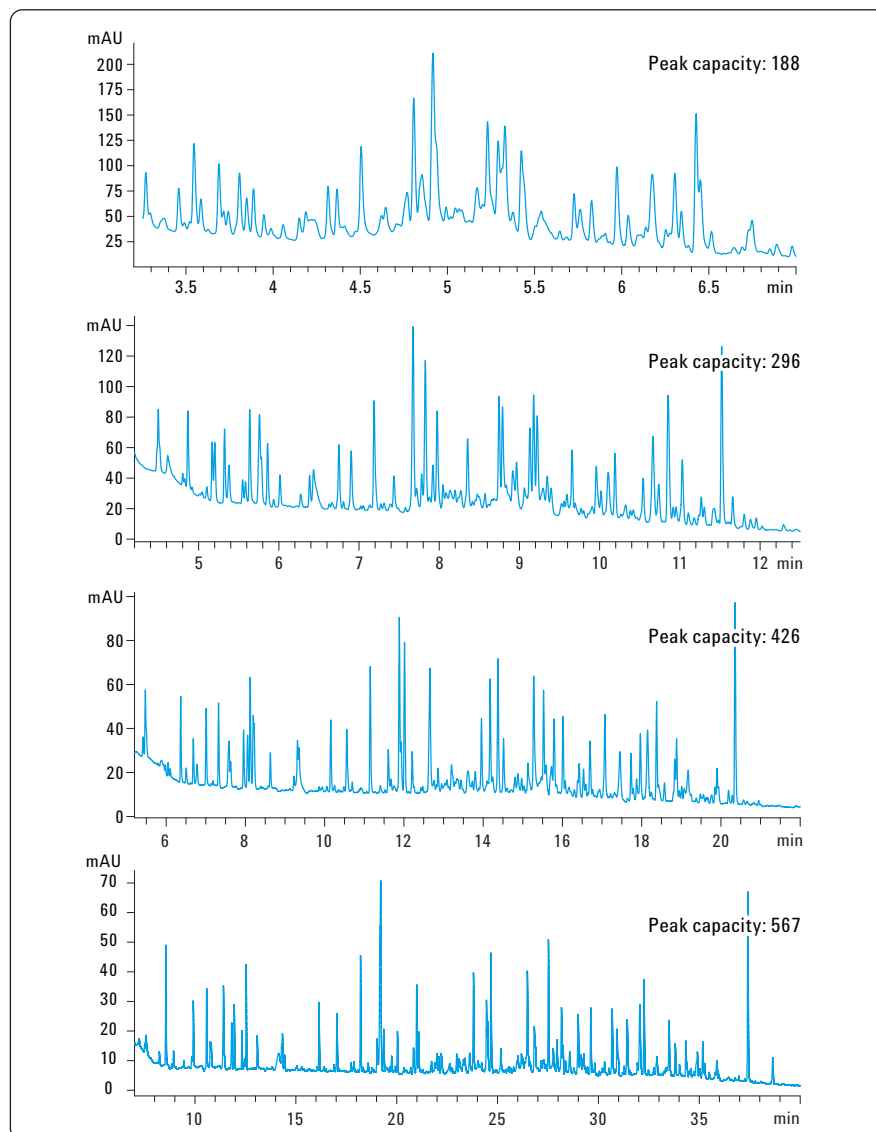 mAU
Peak capacity: 188
200
175
150
125
100
75
50
25
3.5 4 4.5 5 5.5 6 6.5 min
mAU
Peak capacity: 296
120
100
80
60
40
20
0
5 6 7 8 9 10 11 12 min
mAU
Peak capacity: 426
80
60
40
20
0
6 8 10 12 14 16 18 20
min
mAU
70
Peak capacity: 567
60
50
40
30
20
10
0
10 15 20 25 30 35 min